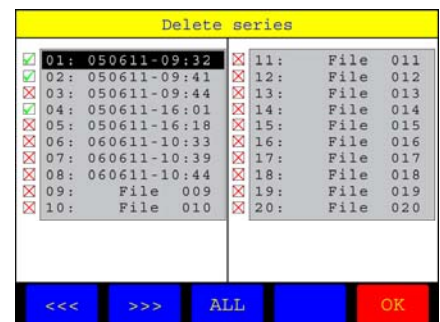 Delete series
01: 050611-09:32
02: 050611-09:41
03: 050611-09:44
04: 050611-16:01
05: 050611-16:18
06: 060611-10:33
07: 060611-10:39
08: 060611-10:44
09: File 009
10: File 010
11: File 011
12: File 012
13: File 013
14: File 014
15: File 015
16: File 016
17: File 017
18: File 018
19: File 019
20: File 020
<<< >>> ALL OK